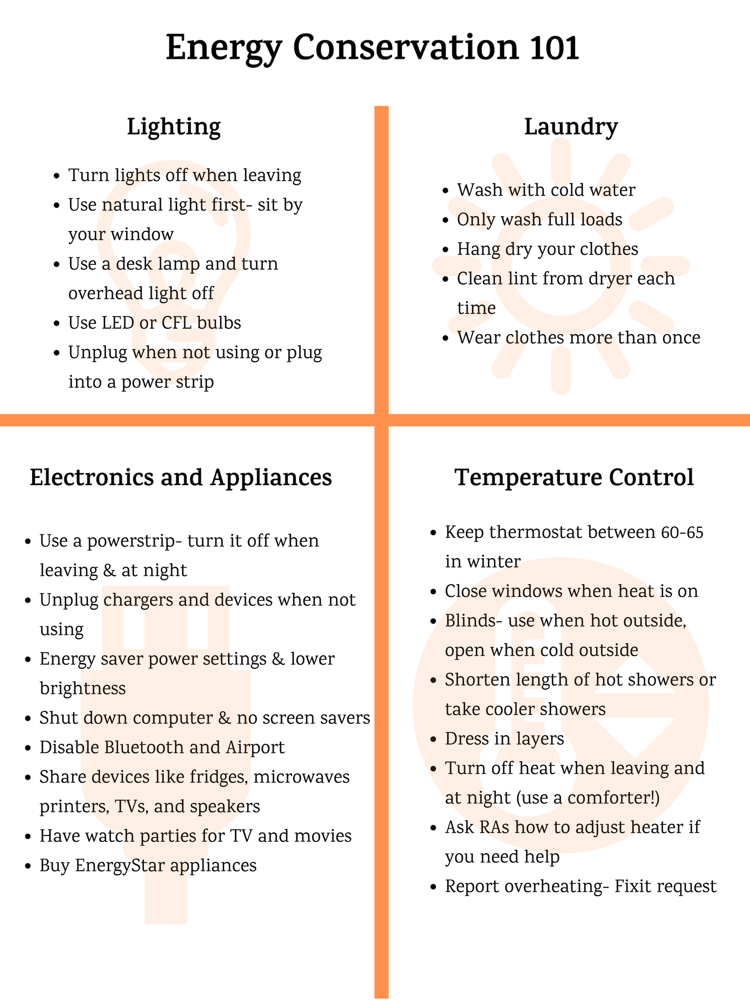 Energy Conservation 101
Lighting
• Turn lights off when leaving
• Use natural light first- sit by
your window
• Use a desk lamp and turn
overhead light off
• Use LED or CFL bulbs
• Unplug when not using or plug
into a power strip
Laundry
• Wash with cold water
• Only wash full loads
• Hang dry your clothes
• Clean lint from dryer each
time
• Wear clothes more than once
Electronics and Appliances
• Use a powerstrip- turn it off when
leaving & at night
• Unplug chargers and devices when not
using
• Energy saver power settings & lower
brightness
• Shut down computer & no screen savers
• Disable Bluetooth and Airport
• Share devices like fridges, microwaves
printers, TVs, and speakers
• Have watch parties for TV and movies
• Buy EnergyStar appliances
Temperature Control
• Keep thermostat between 60-65
in winter
• Close windows when heat is on
• Blinds- use when hot outside,
open when cold outside
• Shorten length of hot showers or
take cooler showers
• Dress in layers
• Turn off heat when leaving and
at night (use a comforter!)
• Ask RAs how to adjust heater if
you need help
• Report overheating- Fixit request